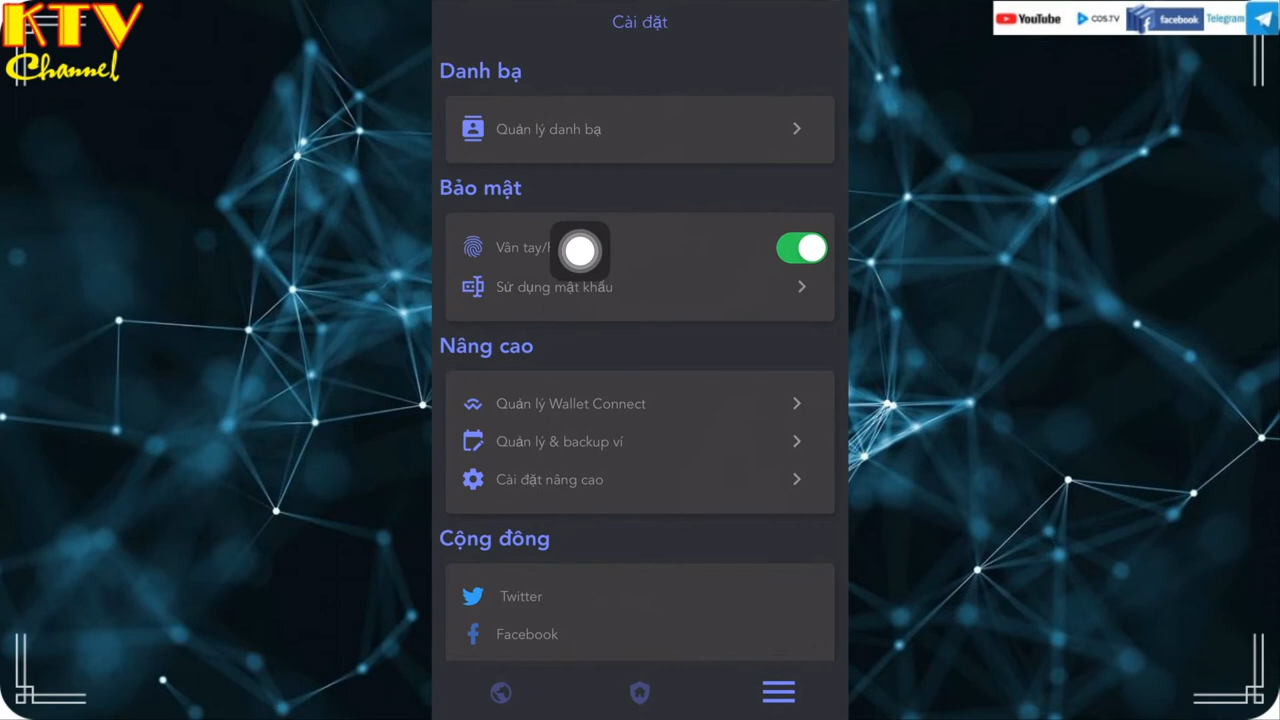 KTV
Channel
YouTube
COS.TV
facebook
Telegram
Cài đặt
Danh bạ
Quản lý danh bạ
Bảo mật
Vân tay/
Sử dụng mật khẩu
Nâng cao
Quản lý Wallet Connect
Quản lý & backup ví
Cài đặt nâng cao
Cộng đồng
Twitter
Facebook